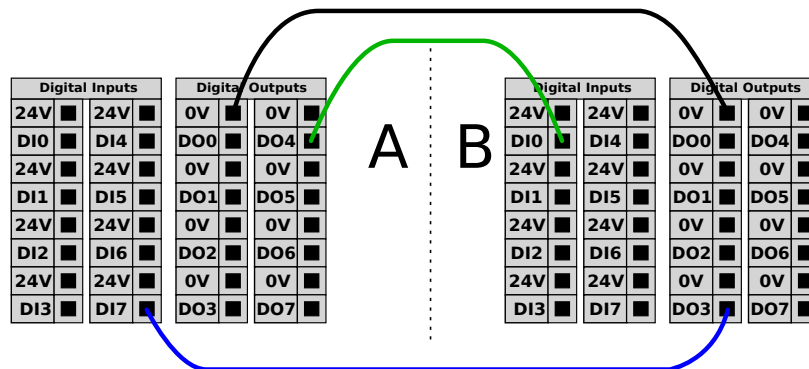 Digital Inputs Digital Outputs Digital Inputs Digital Outputs
24V 24V 0V 0V 24V 24V 0V 0V
DI0 DI4 DO0 DO4 A B DI0 DI4 DO0 DO4
24V 24V 0V 0V 24V 24V 0V 0V
DI1 DI5 DO1 DO5 DI1 DI5 DO1 DO5
24V 24V 0V 0V 24V 24V 0V 0V
DI2 DI6 DO2 DO6 DI2 DI6 DO2 DO6
24V 24V 0V 0V 24V 24V 0V 0V
DI3 DI7 DO3 DO7 DI3 DI7 DO3 DO7